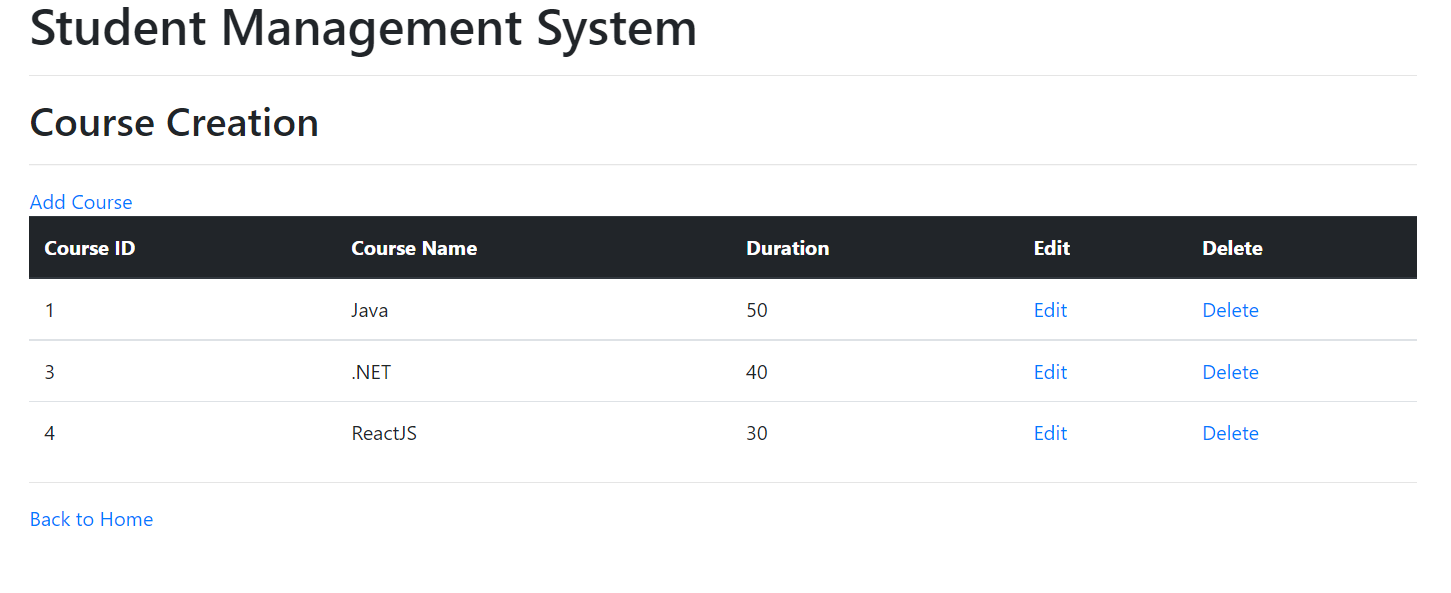 Student Management System
Course Creation
Add Course
Course ID Course Name Duration Edit Delete
1 Java 50 Edit Delete
3 .NET 40 Edit Delete
4 ReactJS 30 Edit Delete
Back to Home